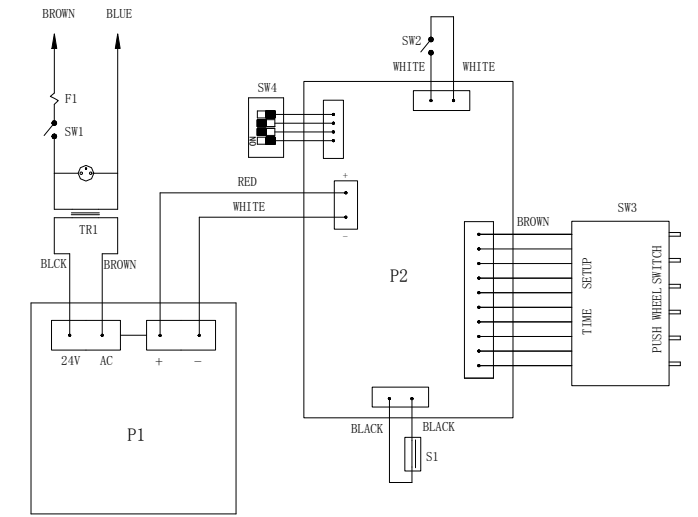 BROWN
BLUE
F1
SW1
TR1
BLCK
BROWN
24V
AC
+
-
P1
RED
WHITE
SW4
ON
+
-
SW2
WHITE
WHITE
P2
BROWN
SW3
TIME SETUP
PUSH WHEEL SWITCH
BLACK
BLACK
S1